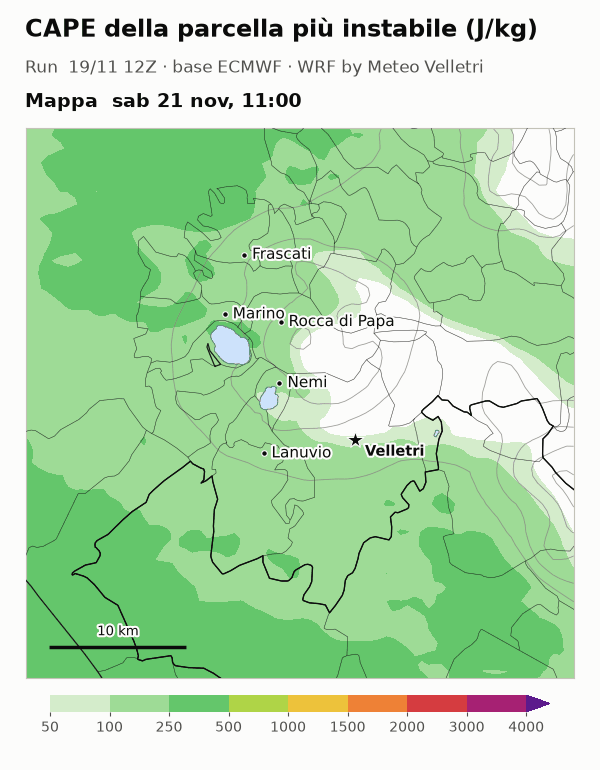 CAPE della parcella più instabile (J/kg)
Run  19/11 12Z · base ECMWF · WRF by Meteo Velletri
Mappa  sab 21 nov, 11:00
Frascati
Marino
Rocca di Papa
Nemi
Lanuvio
Velletri
10 km
50 100 250 500 1000 1500 2000 3000 4000